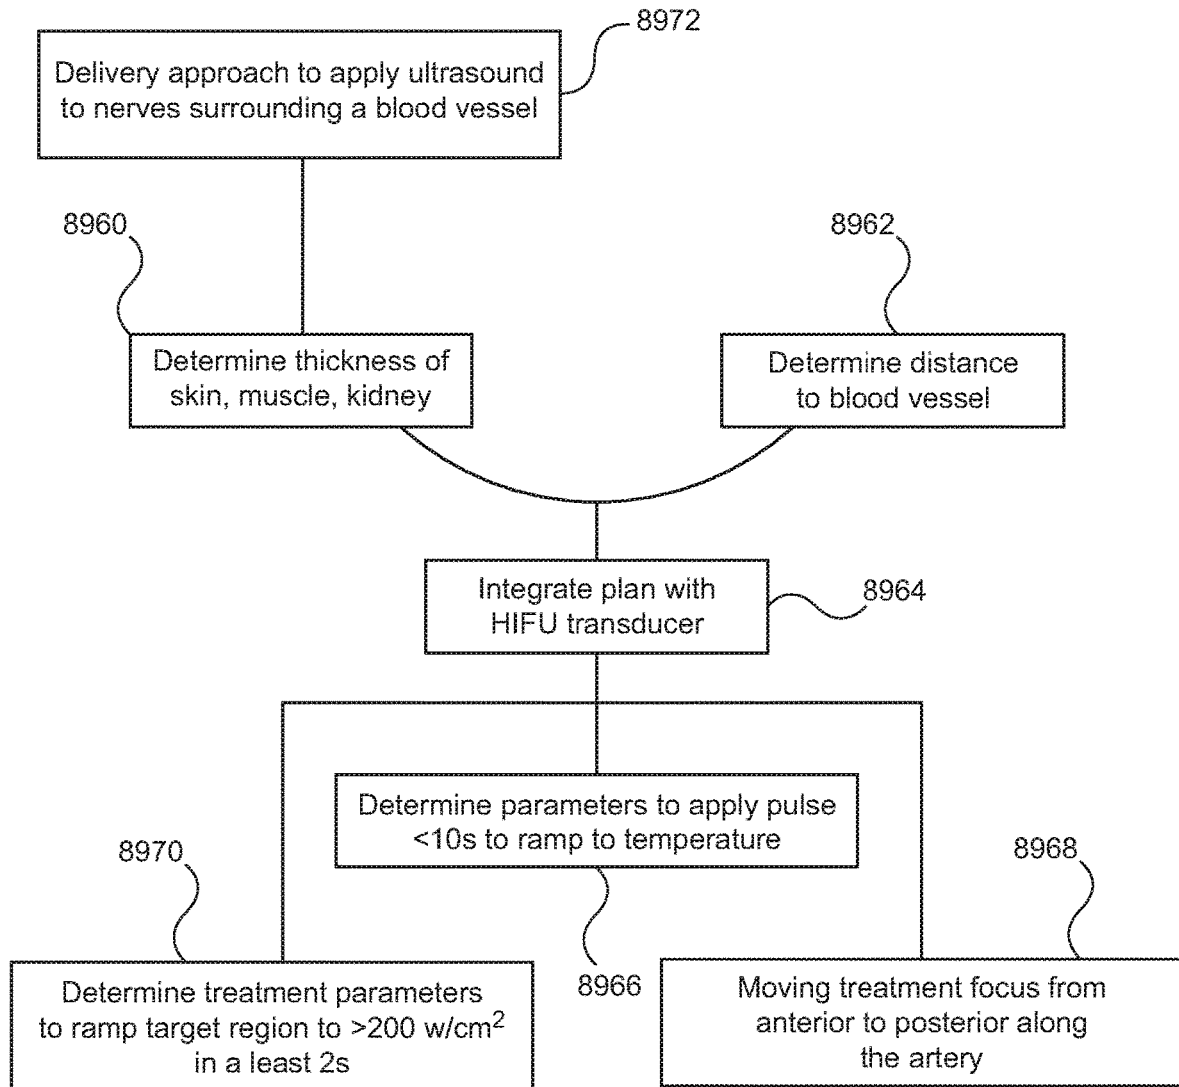 8972
Delivery approach to apply ultrasound
to nerves surrounding a blood vessel
8960
8962
Determine thickness of
skin, muscle, kidney
Determine distance
to blood vessel
Integrate plan with
HIFU transducer
8964
Determine parameters to apply pulse
<10s to ramp to temperature
8970
8968
8966
Determine treatment parameters
to ramp target region to >200 w/cm²
in a least 2s
Moving treatment focus from
anterior to posterior along
the artery